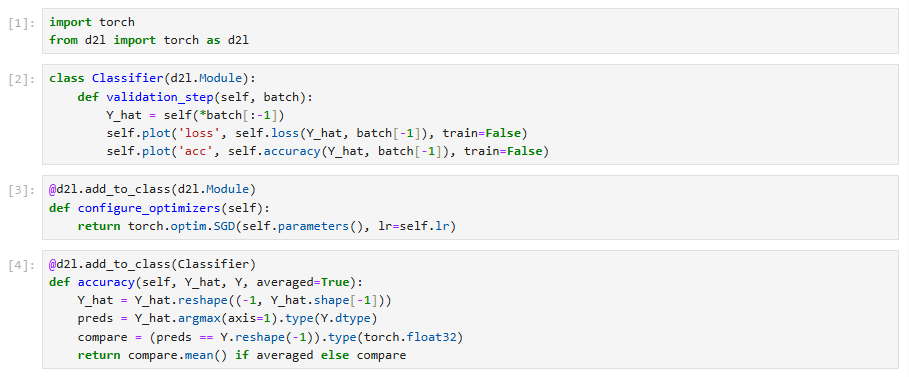 [1]:
import torch
from d2l import torch as d2l
[2]:
class Classifier(d2l.Module):
    def validation_step(self, batch):
        Y_hat = self(*batch[:-1])
        self.plot('loss', self.loss(Y_hat, batch[-1]), train=False)
        self.plot('acc', self.accuracy(Y_hat, batch[-1]), train=False)
[3]:
@d2l.add_to_class(d2l.Module)
def configure_optimizers(self):
    return torch.optim.SGD(self.parameters(), lr=self.lr)
[4]:
@d2l.add_to_class(Classifier)
def accuracy(self, Y_hat, Y, averaged=True):
    Y_hat = Y_hat.reshape((-1, Y_hat.shape[-1]))
    preds = Y_hat.argmax(axis=1).type(Y.dtype)
    compare = (preds == Y.reshape(-1)).type(torch.float32)
    return compare.mean() if averaged else compare